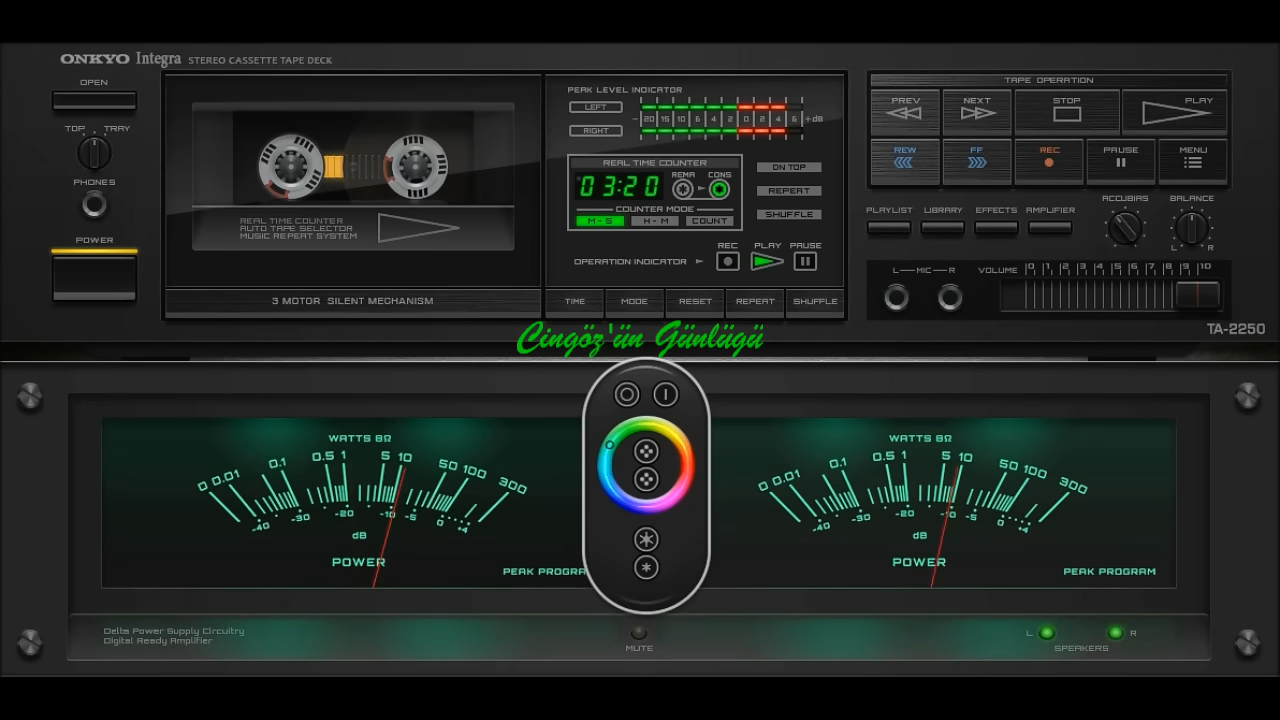 ONKYO Integra STEREO CASSETTE TAPE DECK
OPEN
TOP TRAY
PHONES
POWER
REAL TIME COUNTER
AUTO TAPE SELECTOR
MUSIC REPEAT SYSTEM
3 MOTOR SILENT MECHANISM
PEAK LEVEL INDICATOR
LEFT
- 20 15 10 6 4 2 0 2 4 6 +dB
RIGHT
REAL TIME COUNTER
03:20
REMA CONS
COUNTER MODE
M-S H-M COUNT
ON TOP
REPEAT
SHUFFLE
REC PLAY PAUSE
OPERATION INDICATOR
TIME MODE RESET REPEAT SHUFFLE
TAPE OPERATION
PREV NEXT STOP PLAY
REW FF REC PAUSE MENU
PLAYLIST LIBRARY EFFECTS AMPLIFIER
ACCUBIAS BALANCE
L R
L—MIC—R
VOLUME 0 1 2 3 4 5 6 7 8 9 10
TA-2250
Cingöz'ün Günlügü
WATTS 8Ω
0 0.01 0.1 0.5 1 5 10 50 100 300
-40 -30 -20 -10 -5 0 +4
dB
POWER
PEAK PROGRA
WATTS 8Ω
0 0.01 0.1 0.5 1 5 10 50 100 300
-40 -30 -20 -10 -5 0 +4
dB
POWER
PEAK PROGRAM
Delta Power Supply Circuitry
Digital Ready Amplifier
MUTE
L R
SPEAKERS